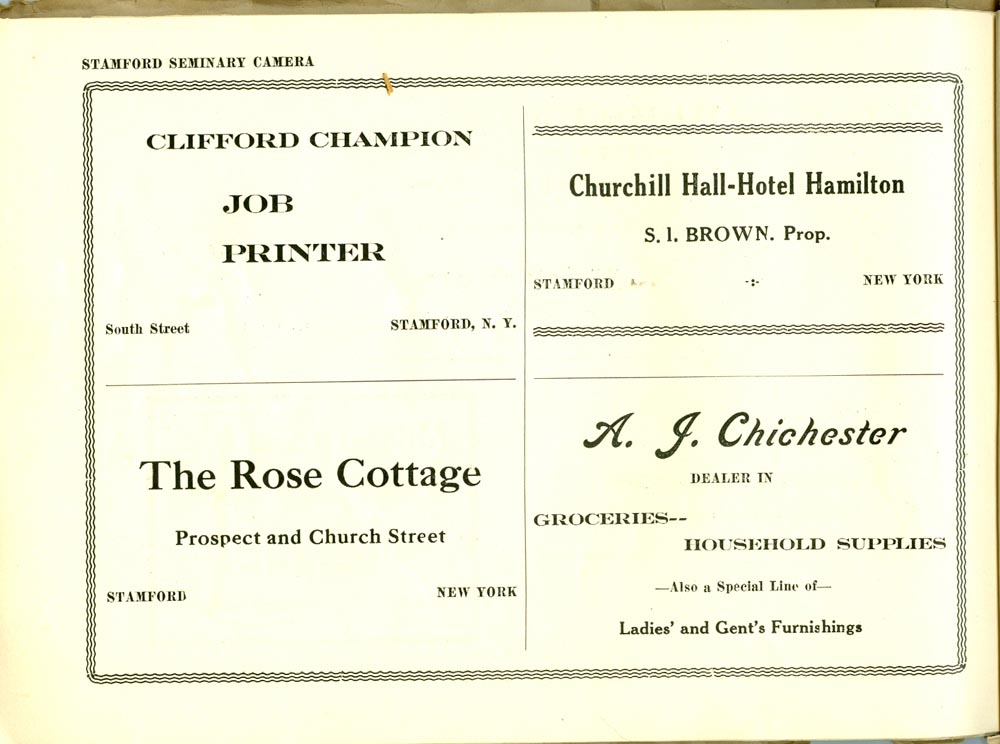 STAMFORD SEMINARY CAMERA
CLIFFORD CHAMPION
JOB
PRINTER
South Street STAMFORD, N. Y.
Churchill Hall-Hotel Hamilton
S. I. BROWN. Prop.
STAMFORD -:- NEW YORK
The Rose Cottage
Prospect and Church Street
STAMFORD NEW YORK
A. J. Chichester
DEALER IN
GROCERIES--
HOUSEHOLD SUPPLIES
—Also a Special Line of—
Ladies' and Gent's Furnishings